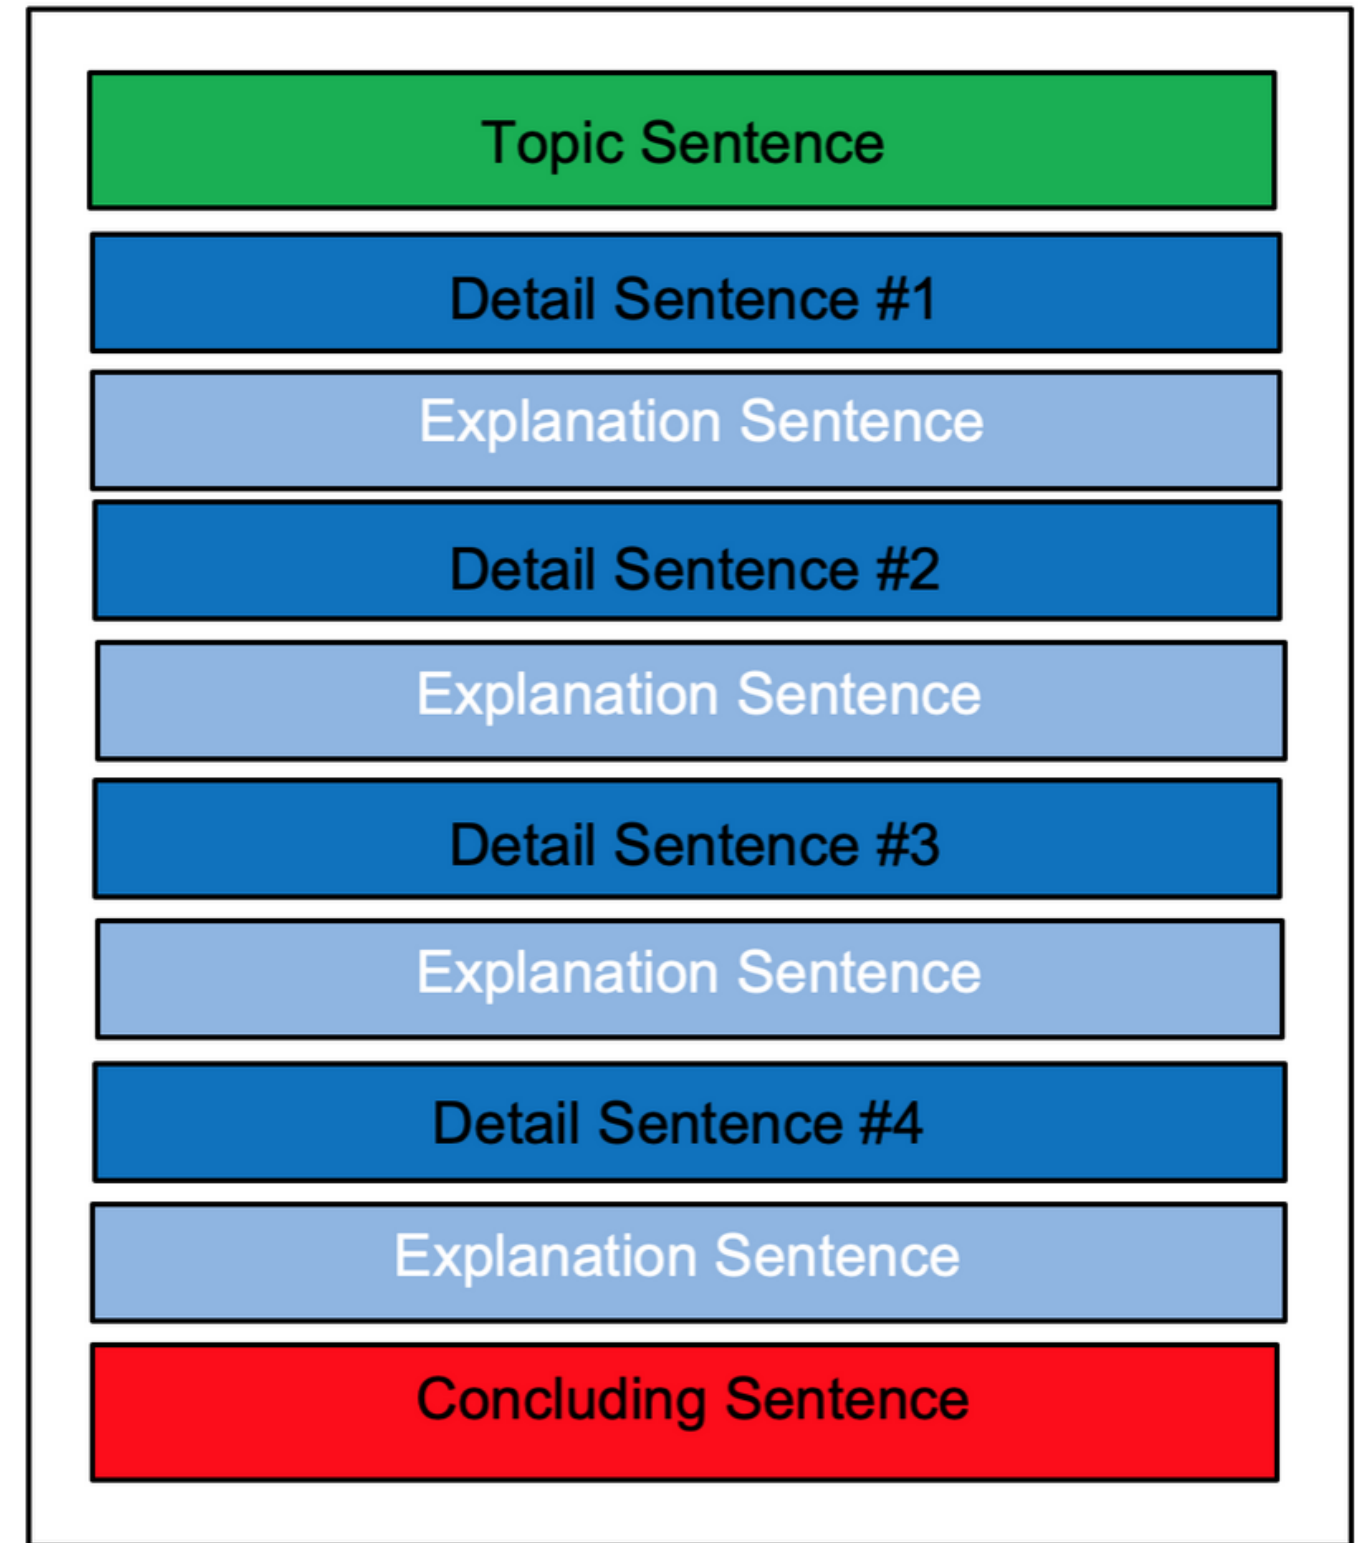 Topic Sentence
Detail Sentence #1
Explanation Sentence
Detail Sentence #2
Explanation Sentence
Detail Sentence #3
Explanation Sentence
Detail Sentence #4
Explanation Sentence
Concluding Sentence